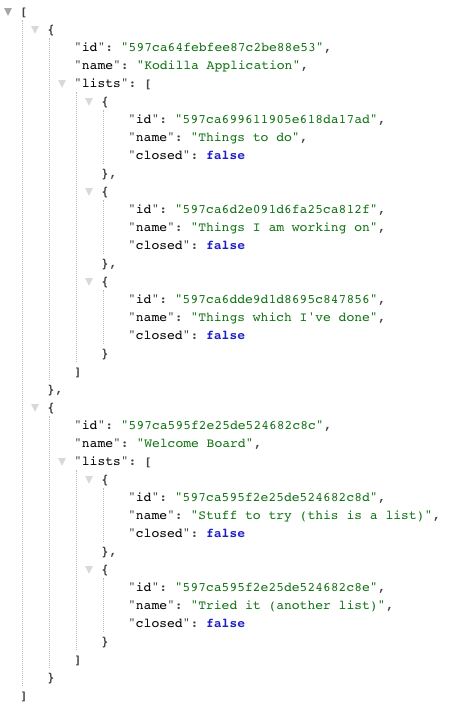 [
{
"id": "597ca64febfee87c2be88e53",
"name": "Kodilla Application",
"lists": [
{
"id": "597ca699611905e618da17ad",
"name": "Things to do",
"closed": false
},
{
"id": "597ca6d2e091d6fa25ca812f",
"name": "Things I am working on",
"closed": false
},
{
"id": "597ca6dde9d1d8695c847856",
"name": "Things which I've done",
"closed": false
}
]
},
{
"id": "597ca595f2e25de524682c8c",
"name": "Welcome Board",
"lists": [
{
"id": "597ca595f2e25de524682c8d",
"name": "Stuff to try (this is a list)",
"closed": false
},
{
"id": "597ca595f2e25de524682c8e",
"name": "Tried it (another list)",
"closed": false
}
]
}
]